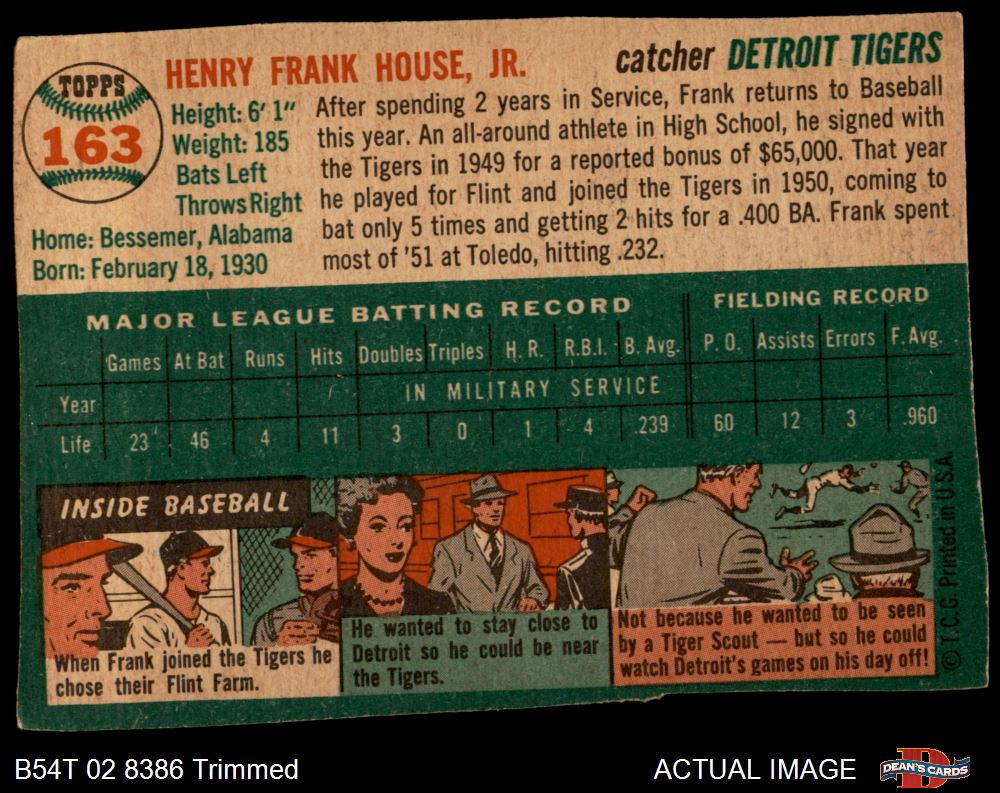 TOPPS
163
HENRY FRANK HOUSE, JR.
catcher DETROIT TIGERS
Height: 6' 1"
Weight: 185
Bats Left
Throws Right
Home: Bessemer, Alabama
Born: February 18, 1930
After spending 2 years in Service, Frank returns to Baseball
this year. An all-around athlete in High School, he signed with
the Tigers in 1949 for a reported bonus of $65,000. That year
he played for Flint and joined the Tigers in 1950, coming to
bat only 5 times and getting 2 hits for a .400 BA. Frank spent
most of '51 at Toledo, hitting .232.
MAJOR LEAGUE BATTING RECORD
FIELDING RECORD
Games At Bat Runs Hits Doubles Triples H. R. R.B.I. B. Avg. P. O. Assists Errors F. Avg.
Year IN MILITARY SERVICE
Life 23 46 4 11 3 0 1 4 .239 60 12 3 .960
INSIDE BASEBALL
When Frank joined the Tigers he
chose their Flint Farm.
He wanted to stay close to
Detroit so he could be near
the Tigers.
Not because he wanted to be seen
by a Tiger Scout — but so he could
watch Detroit's games on his day off!
© T.C.G. Printed in U.S.A.
B54T 02 8386 Trimmed
ACTUAL IMAGE
DEAN'S CARDS